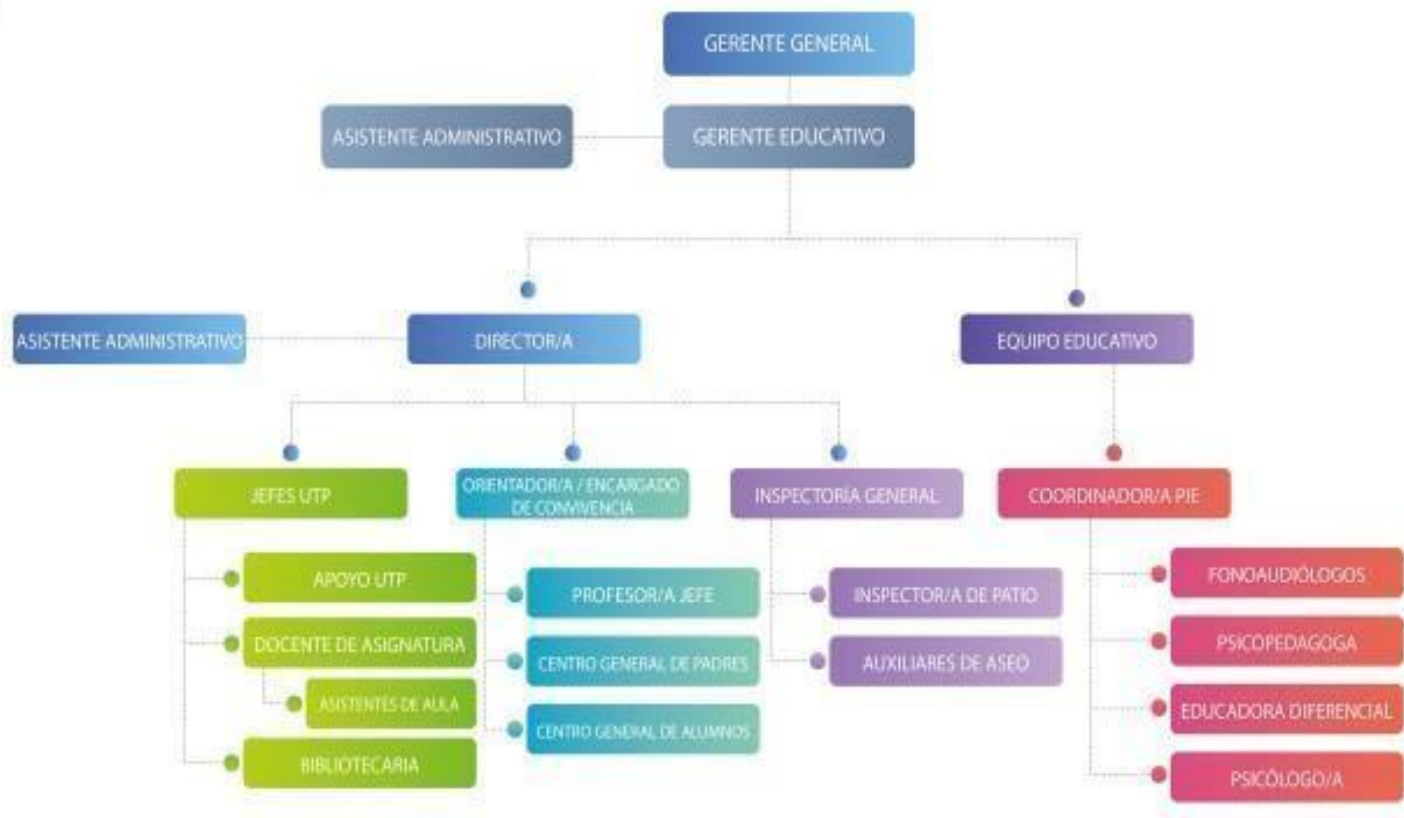 GERENTE GENERAL
ASISTENTE ADMINISTRATIVO
GERENTE EDUCATIVO
ASISTENTE ADMINISTRATIVO
DIRECTOR/A
EQUIPO EDUCATIVO
JEFES UTP
ORIENTADOR/A / ENCARGADO
DE CONVIVENCIA
INSPECTORÍA GENERAL
COORDINADOR/A PIE
APOYO UTP
DOCENTE DE ASIGNATURA
ASISTENTES DE AULA
BIBLIOTECARIA
PROFESOR/A JEFE
CENTRO GENERAL DE PADRES
CENTRO GENERAL DE ALUMNOS
INSPECTOR/A DE PATIO
AUXILIARES DE ASEO
FONOAUDIÓLOGOS
PSICOPEDAGOGA
EDUCADORA DIFERENCIAL
PSICÓLOGO/A